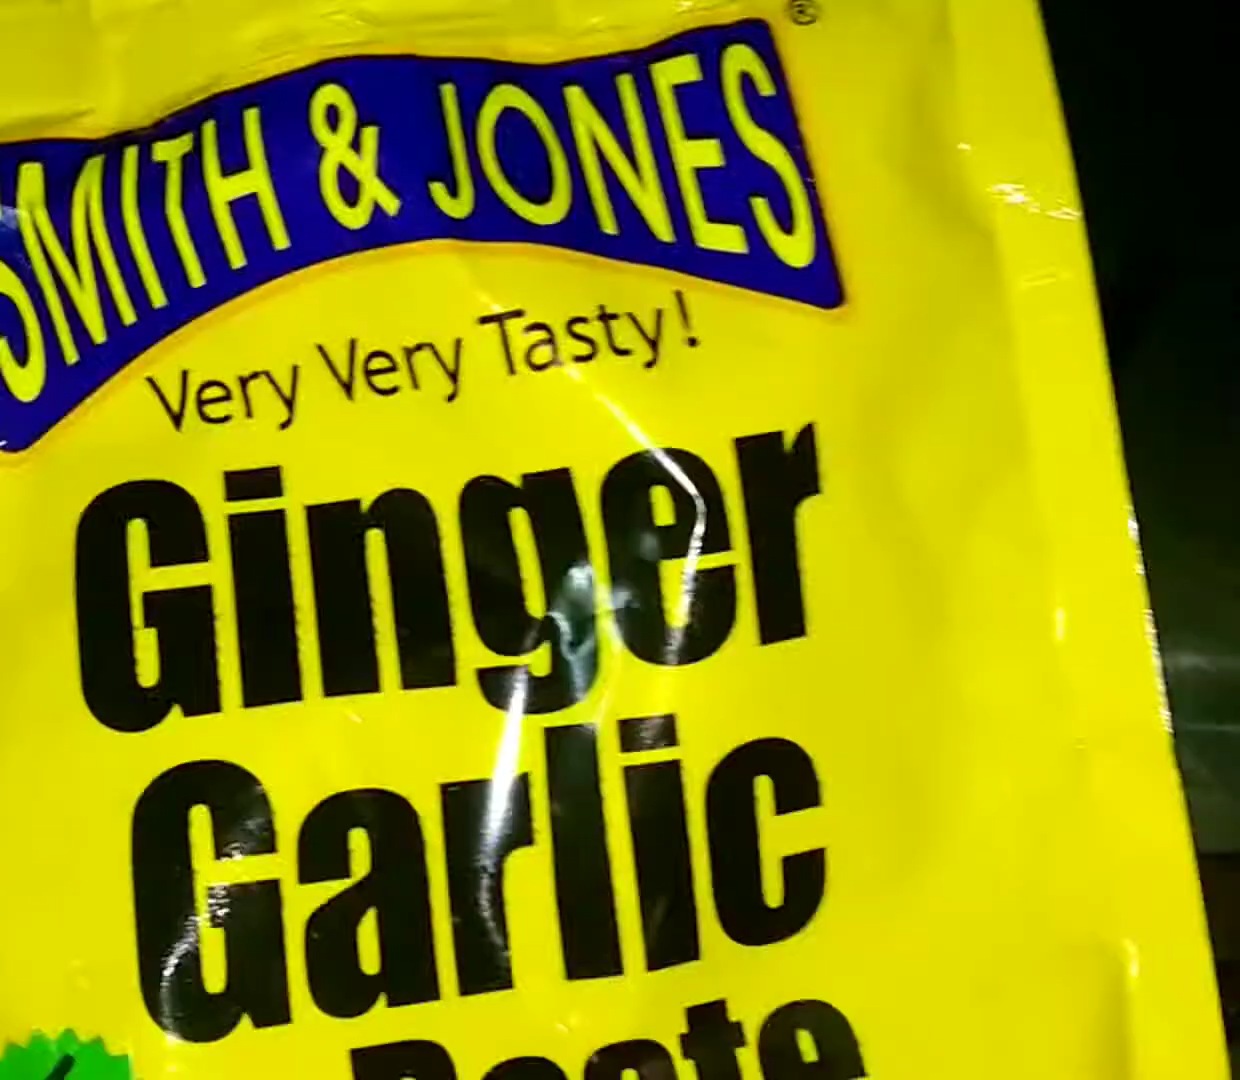 SMITH & JONES ®
Very Very Tasty!
Ginger
Garlic
Paste